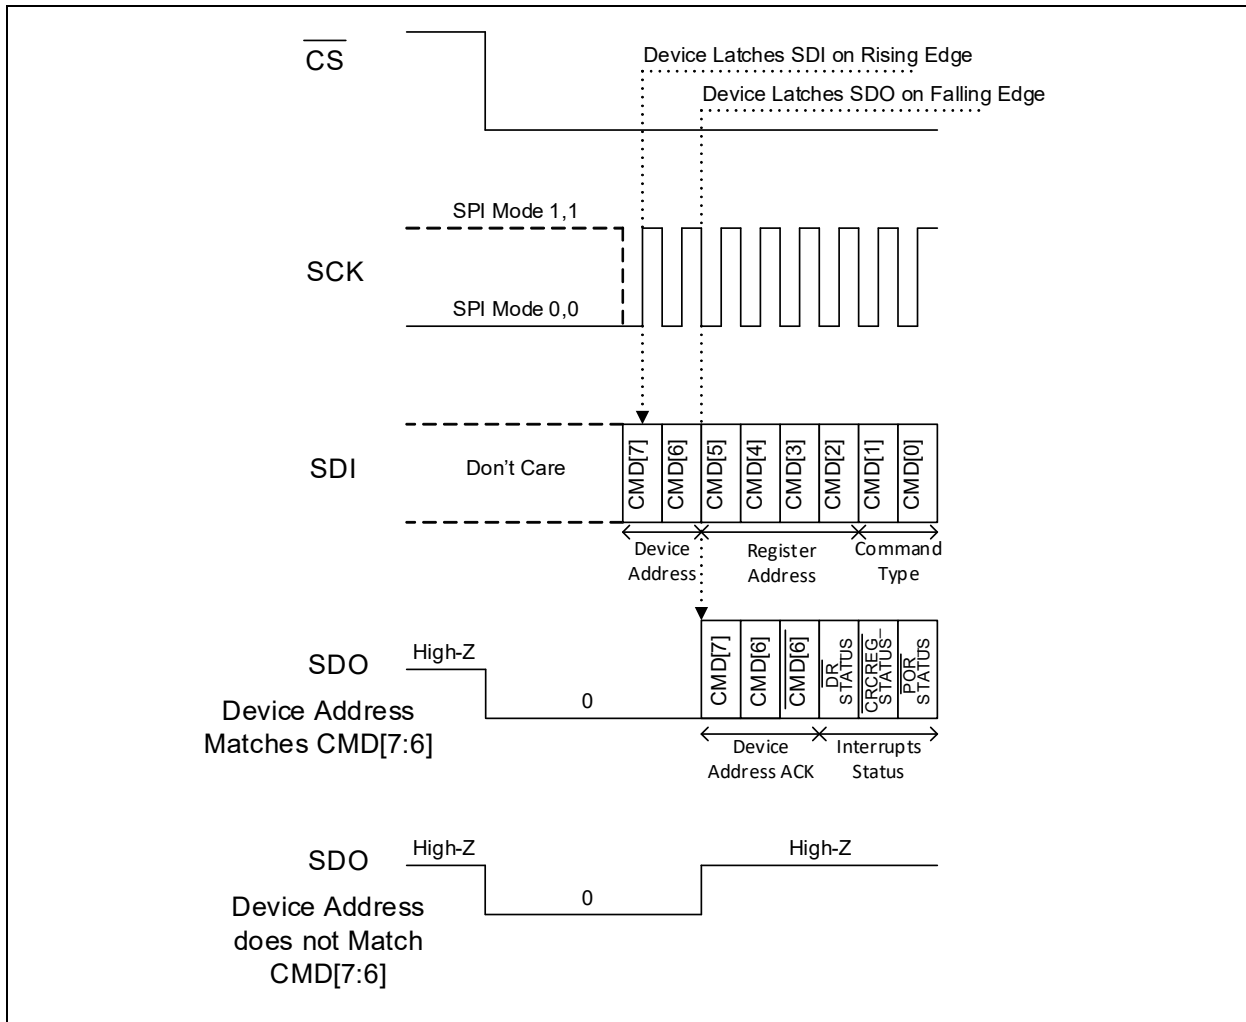 CS
Device Latches SDI on Rising Edge
Device Latches SDO on Falling Edge
SPI Mode 1,1
SCK
SPI Mode 0,0
SDI
Don't Care
CMD[7]
CMD[6]
CMD[5]
CMD[4]
CMD[3]
CMD[2]
CMD[1]
CMD[0]
Device
Address
Register
Address
Command
Type
SDO
Device Address
Matches CMD[7:6]
High-Z
0
CMD[7]
CMD[6]
CMD[6]
DR
STATUS
CRCREG
STATUS
POR
STATUS
Device
Address ACK
Interrupts
Status
SDO
Device Address
does not Match
CMD[7:6]
High-Z
0
High-Z